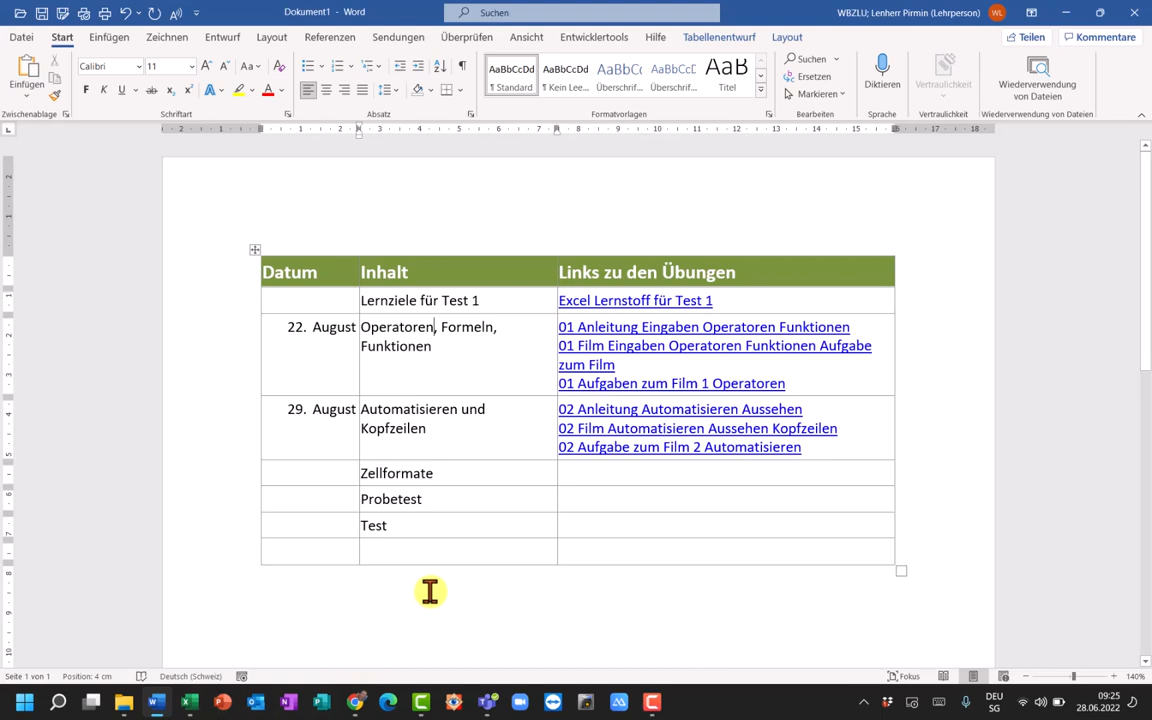 Dokument1 - Word
Suchen
WBZLU; Lenherr Pirmin (Lehrperson)
WL
Datei Start Einfügen Zeichnen Entwurf Layout Referenzen Sendungen Überprüfen Ansicht Entwicklertools Hilfe Tabellenentwurf Layout Teilen Kommentare
Einfügen
Zwischenablage
Calibri 11
Schriftart
Absatz
AaBbCcDd AaBbCcDd AaBbCc AaBbCcD AaB
¶ Standard ¶ Kein Lee... Überschrif... Überschrif... Titel
Formatvorlagen
Suchen
Ersetzen
Markieren
Bearbeiten
Diktieren
Sprache
Vertraulichkeit
Vertraulichkeit
Wiederverwendung
von Dateien
Wiederverwendung von Dateien
Datum Inhalt Links zu den Übungen
Lernziele für Test 1 Excel Lernstoff für Test 1
22. August Operatoren, Formeln, 01 Anleitung Eingaben Operatoren Funktionen
Funktionen 01 Film Eingaben Operatoren Funktionen Aufgabe
zum Film
01 Aufgaben zum Film 1 Operatoren
29. August Automatisieren und 02 Anleitung Automatisieren Aussehen
Kopfzeilen 02 Film Automatisieren Aussehen Kopfzeilen
02 Aufgabe zum Film 2 Automatisieren
Zellformate
Probetest
Test
Seite 1 von 1 Position: 4 cm Deutsch (Schweiz) Fokus 140%
DEU 09:25
SG 28.06.2022